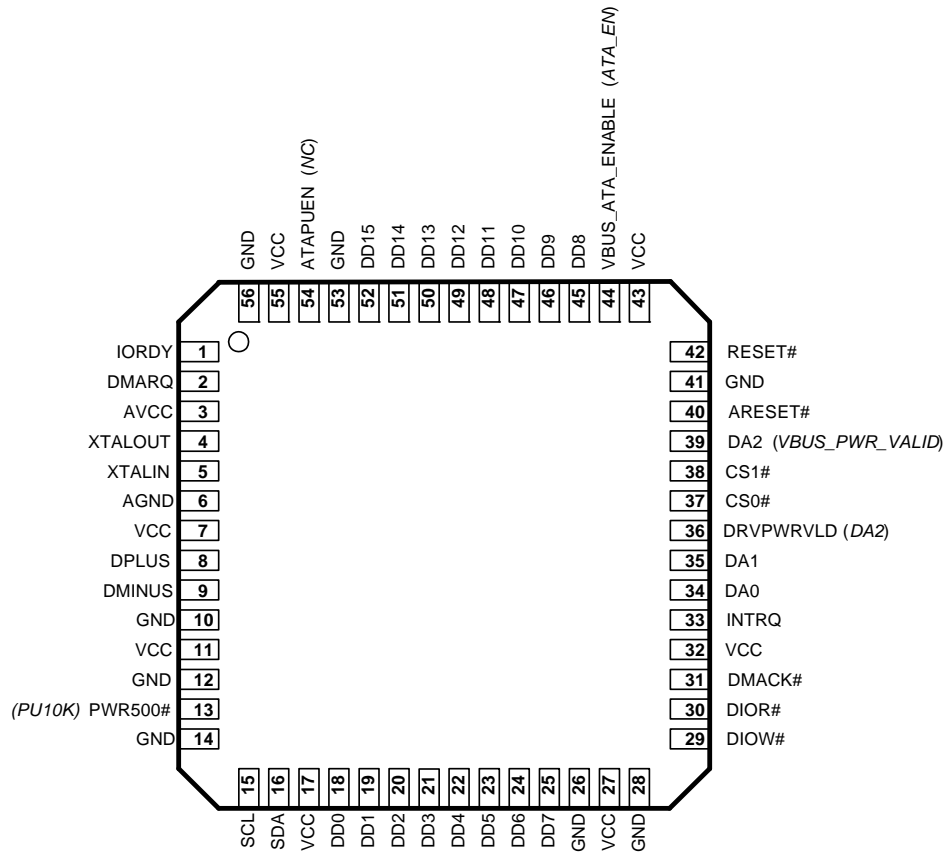 GND
VCC
ATAPUEN (NC)
GND
DD15
DD14
DD13
DD12
DD11
DD10
DD9
DD8
VBUS_ATA_ENABLE (ATA_EN)
VCC
56
55
54
53
52
51
50
49
48
47
46
45
44
43
IORDY 1
DMARQ 2
AVCC 3
XTALOUT 4
XTALIN 5
AGND 6
VCC 7
DPLUS 8
DMINUS 9
GND 10
VCC 11
GND 12
(PU10K) PWR500# 13
GND 14
42 RESET#
41 GND
40 ARESET#
39 DA2 (VBUS_PWR_VALID)
38 CS1#
37 CS0#
36 DRVPWRVLD (DA2)
35 DA1
34 DA0
33 INTRQ
32 VCC
31 DMACK#
30 DIOR#
29 DIOW#
15
16
17
18
19
20
21
22
23
24
25
26
27
28
SCL
SDA
VCC
DD0
DD1
DD2
DD3
DD4
DD5
DD6
DD7
GND
VCC
GND